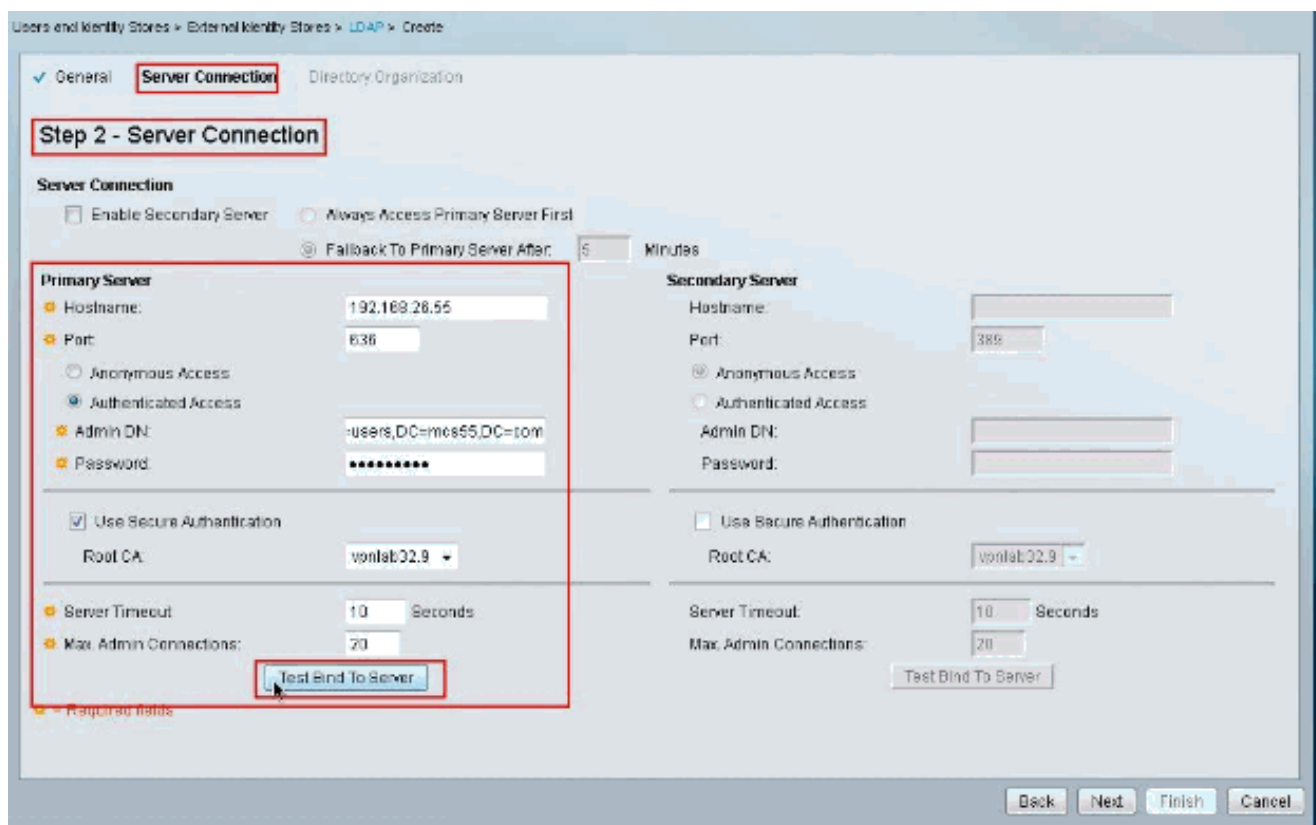 Users and Identity Stores > External Identity Stores > LDAP > Create
General Server Connection Directory Organization
Step 2 - Server Connection
Server Connection
Enable Secondary Server Always Access Primary Server First
Failback To Primary Server After: 5 Minutes
Primary Server Secondary Server
Hostname: 192.168.26.55 Hostname:
Port: 636 Port: 389
Anonymous Access Anonymous Access
Authenticated Access Authenticated Access
Admin DN: =users,DC=mcs55,DC=com Admin DN:
Password: ••••••••• Password:
Use Secure Authentication Use Secure Authentication
Root CA: vpnlab32.9 Root CA: vpnlab32.9
Server Timeout 10 Seconds Server Timeout: 10 Seconds
Max. Admin Connections: 20 Max. Admin Connections: 20
Test Bind To Server Test Bind To Server
= Required fields
Back Next Finish Cancel